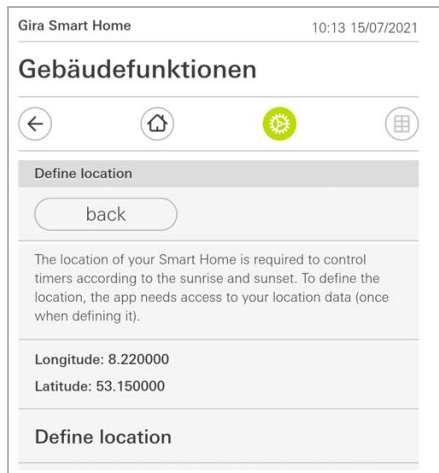 Gira Smart Home 10:13 15/07/2021
Gebäudefunktionen
Define location
back
The location of your Smart Home is required to control
timers according to the sunrise and sunset. To define the
location, the app needs access to your location data (once
when defining it).
Longitude: 8.220000
Latitude: 53.150000
Define location